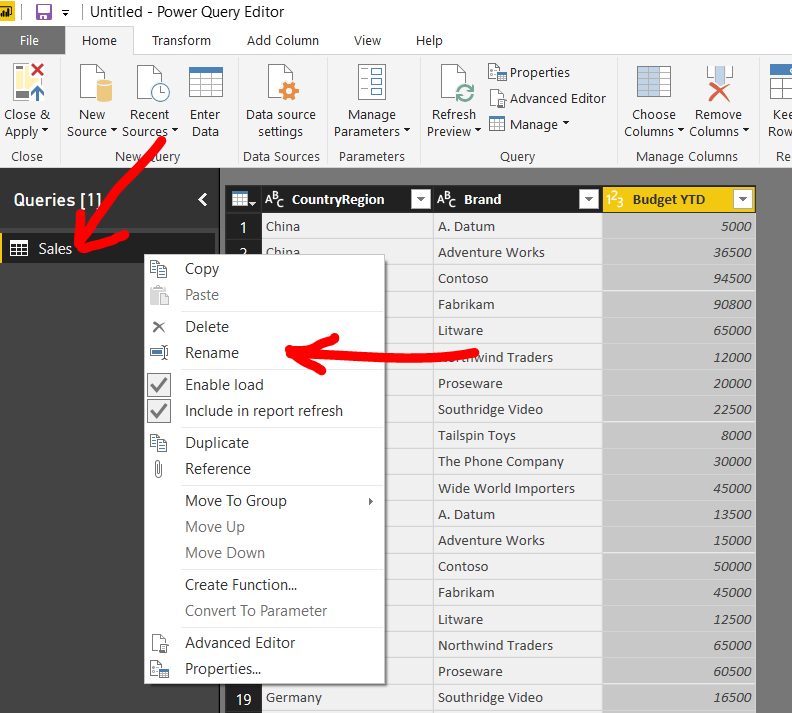 Untitled - Power Query Editor
File Home Transform Add Column View Help
Close & Apply
New Source
Recent Sources
Enter Data
Data source settings
Manage Parameters
Refresh Preview
Properties
Advanced Editor
Manage
Choose Columns
Remove Columns
Close
New Query
Data Sources
Parameters
Query
Manage Columns
Queries [1]
Sales
ABC CountryRegion ABC Brand 123 Budget YTD
1 China A. Datum 5000
2 China Adventure Works 36500
Contoso 94500
Fabrikam 90800
Litware 65000
Northwind Traders 12000
Proseware 20000
Southridge Video 22500
Tailspin Toys 8000
The Phone Company 30000
Wide World Importers 45000
A. Datum 13500
Adventure Works 15000
Contoso 50000
Fabrikam 45000
Litware 12500
Northwind Traders 65000
Proseware 60500
19 Germany Southridge Video 16500
Copy
Paste
Delete
Rename
Enable load
Include in report refresh
Duplicate
Reference
Move To Group
Move Up
Move Down
Create Function...
Convert To Parameter
Advanced Editor
Properties...